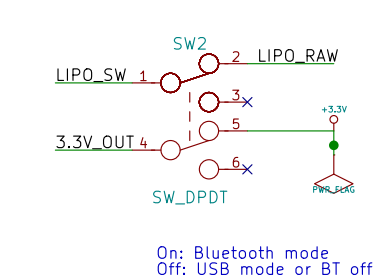 SW2
LIPO_SW 1
2 LIPO_RAW
3
3.3V_OUT 4
5
+3.3V
6
PWR_FLAG
SW_DPDT
On: Bluetooth mode
Off: USB mode or BT off